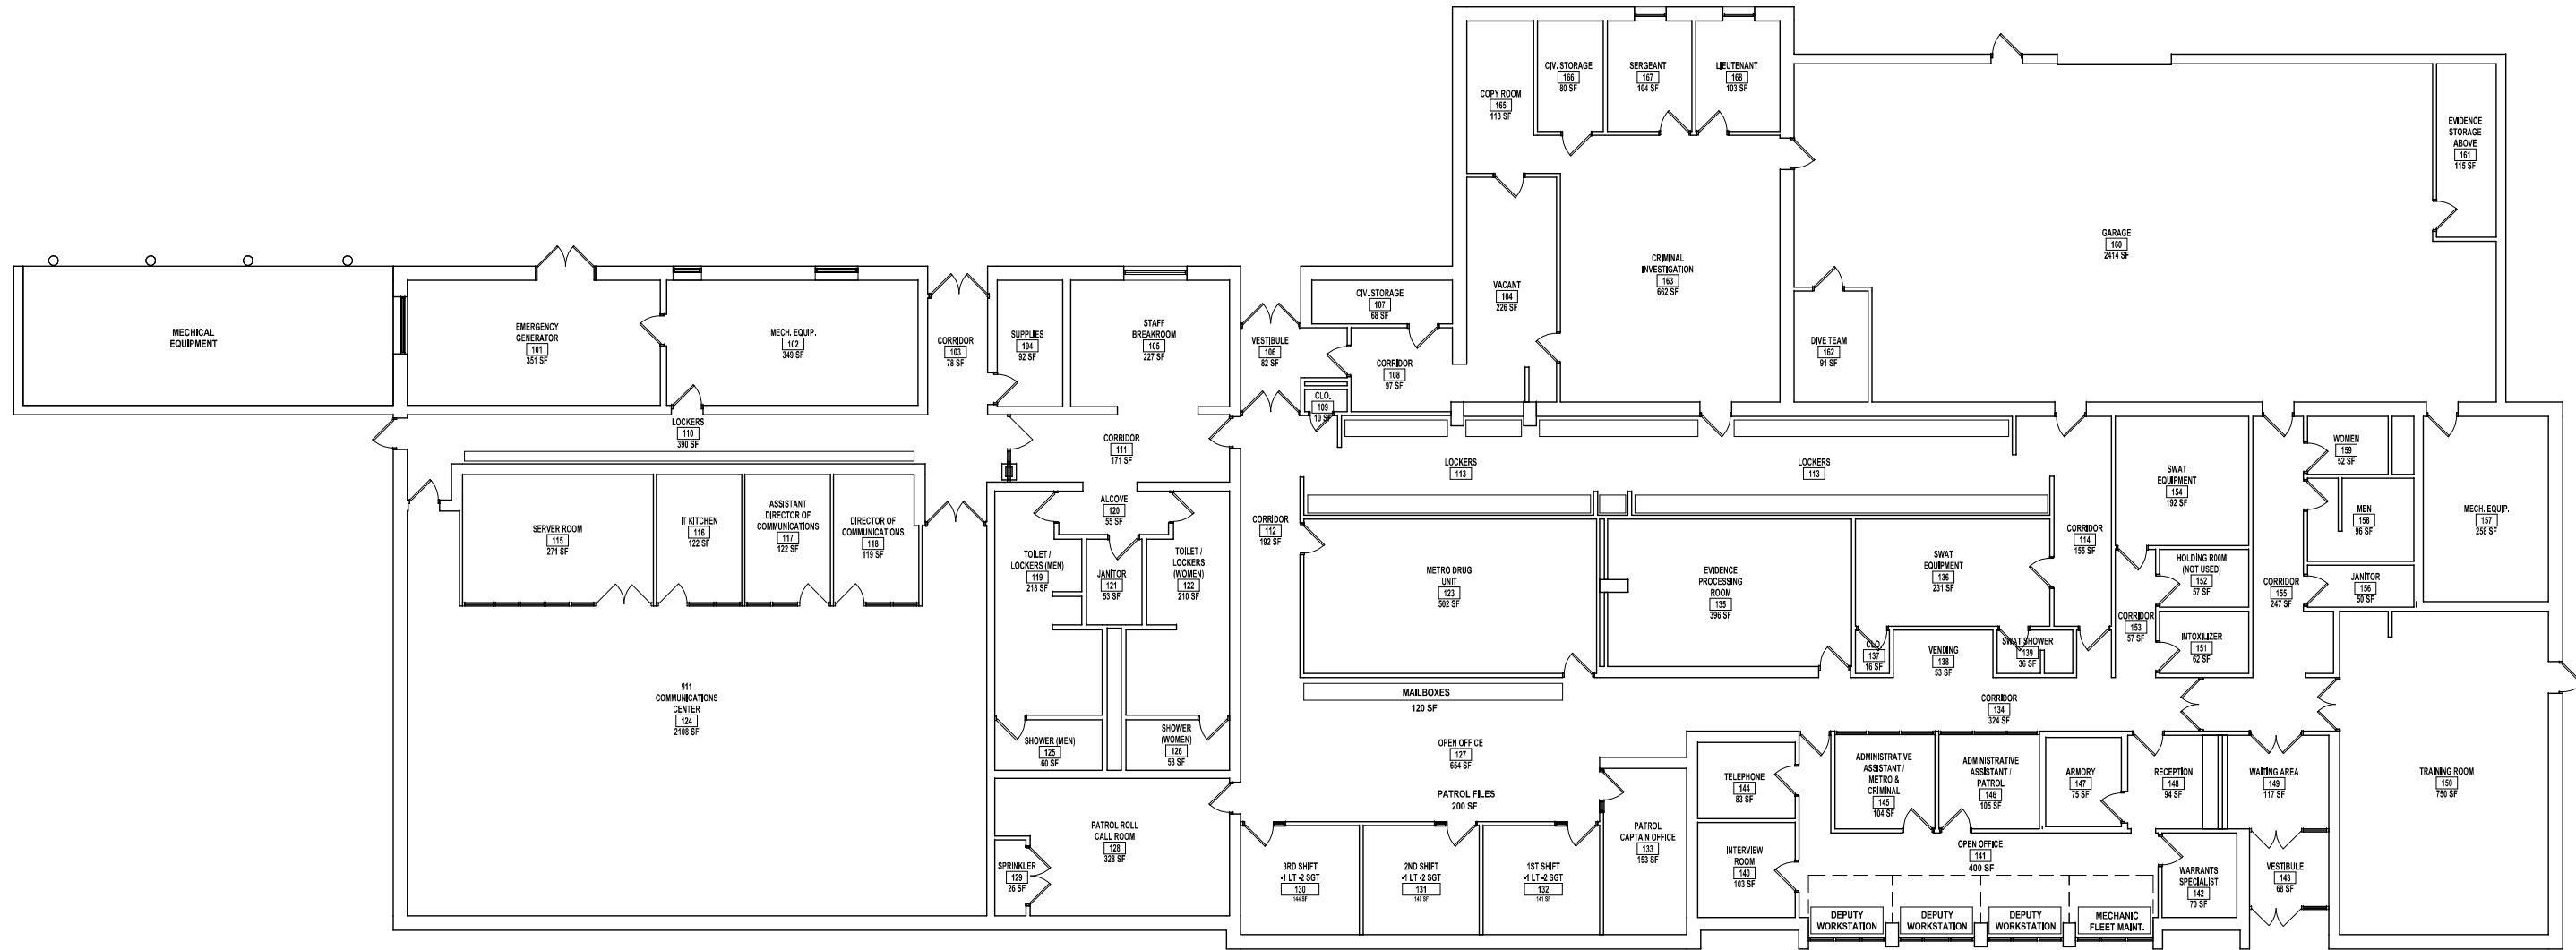 CIV. STORAGE
166
80 SF
SERGEANT
167
104 SF
LIEUTENANT
168
103 SF
COPY ROOM
165
113 SF
EVIDENCE
STORAGE
ABOVE
161
115 SF
GARAGE
160
2414 SF
CRIMINAL
INVESTIGATION
163
662 SF
VACANT
164
226 SF
CIV. STORAGE
107
68 SF
MECHICAL
EQUIPMENT
EMERGENCY
GENERATOR
101
351 SF
MECH. EQUIP.
102
349 SF
CORRIDOR
103
78 SF
SUPPLIES
104
92 SF
STAFF
BREAKROOM
105
227 SF
VESTIBULE
106
82 SF
CORRIDOR
108
97 SF
DIVE TEAM
162
91 SF
CLO.
109
10 SF
LOCKERS
110
390 SF
CORRIDOR
111
171 SF
LOCKERS
113
LOCKERS
113
WOMEN
159
52 SF
SWAT
EQUIPMENT
154
192 SF
SERVER ROOM
115
271 SF
IT KITCHEN
116
122 SF
ASSISTANT
DIRECTOR OF
COMMUNICATIONS
117
122 SF
DIRECTOR OF
COMMUNICATIONS
118
119 SF
ALCOVE
120
55 SF
CORRIDOR
112
192 SF
CORRIDOR
114
155 SF
MEN
158
96 SF
MECH. EQUIP.
157
258 SF
TOILET /
LOCKERS (MEN)
119
218 SF
JANITOR
121
53 SF
TOILET /
LOCKERS
(WOMEN)
122
210 SF
METRO DRUG
UNIT
123
502 SF
EVIDENCE
PROCESSING
ROOM
135
396 SF
SWAT
EQUIPMENT
136
231 SF
HOLDING ROOM
(NOT USED)
152
57 SF
CORRIDOR
155
247 SF
JANITOR
156
50 SF
CORRIDOR
153
57 SF
INTOXILIZER
151
62 SF
CLO.
137
16 SF
VENDING
138
53 SF
SWAT SHOWER
139
36 SF
911
COMMUNICATIONS
CENTER
124
2108 SF
MAILBOXES
120 SF
CORRIDOR
134
324 SF
SHOWER (MEN)
125
60 SF
SHOWER
(WOMEN)
126
58 SF
OPEN OFFICE
127
654 SF
PATROL FILES
200 SF
TELEPHONE
144
83 SF
ADMINISTRATIVE
ASSISTANT /
METRO &
CRIMINAL
145
104 SF
ADMINISTRATIVE
ASSISTANT /
PATROL
146
105 SF
ARMORY
147
75 SF
RECEPTION
148
94 SF
WAITING AREA
149
117 SF
TRAINING ROOM
150
750 SF
PATROL ROLL
CALL ROOM
128
328 SF
SPRINKLER
129
26 SF
3RD SHIFT
-1 LT -2 SGT
130
144 SF
2ND SHIFT
-1 LT -2 SGT
131
140 SF
1ST SHIFT
-1 LT -2 SGT
132
141 SF
PATROL
CAPTAIN OFFICE
133
153 SF
INTERVIEW
ROOM
140
103 SF
OPEN OFFICE
141
400 SF
WARRANTS
SPECIALIST
142
70 SF
VESTIBULE
143
68 SF
DEPUTY
WORKSTATION
DEPUTY
WORKSTATION
DEPUTY
WORKSTATION
MECHANIC
FLEET MAINT.